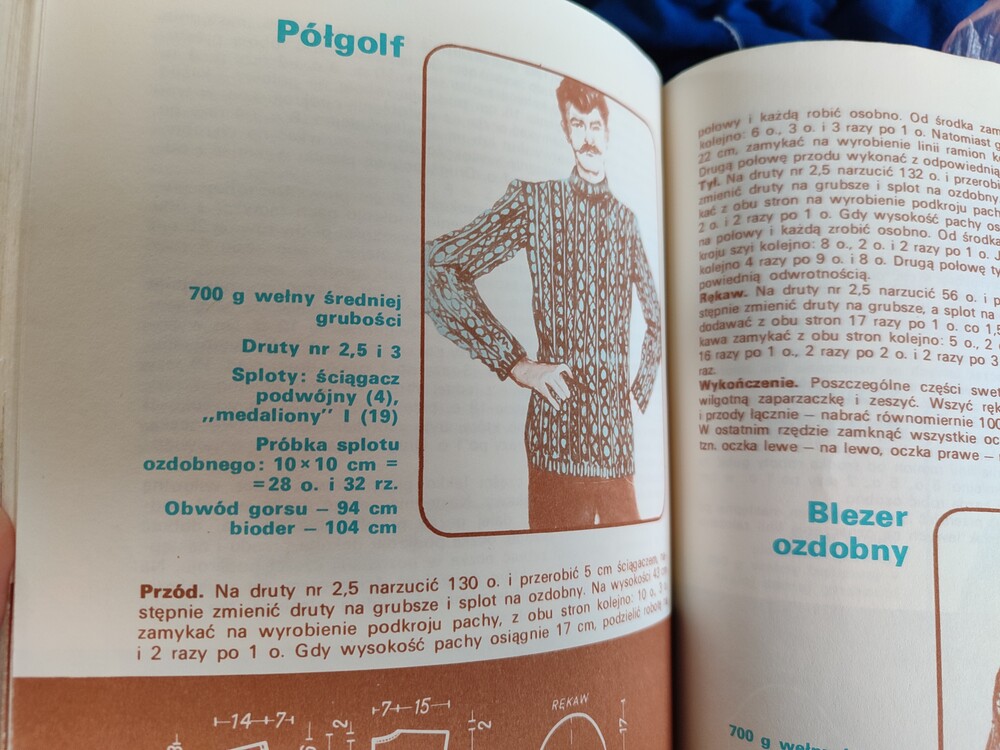 Półgolf
700 g wełny średniej
grubości
Druty nr 2,5 i 3
Sploty: ściągacz
podwójny (4),
„medaliony” I (19)
Próbka splotu
ozdobnego: 10 × 10 cm =
=28 o. i 32 rz.
Obwód gorsu – 94 cm
bioder – 104 cm
Przód. Na druty nr 2,5 narzucić 130 o. i przerobić 5 cm ściągaczem,
stępnie zmienić druty na grubsze i splot na ozdobny. Na wysokości
zamykać na wyrobienie podkroju pachy, z obu stron kolejno: 10 o.
i 2 razy po 1 o. Gdy wysokość pachy osiągnie 17 cm, podzielić robotę
14 7
7 15
2
2
RĘKAW
17
połowy i każdą robić osobno. Od środka
kolejno: 6 o., 3 o. i 3 razy po 1 o. Natomiast
22 cm, zamykać na wyrobienie linii ramion
Drugą połowę przodu wykonać z odpowiednią
Tył. Na druty nr 2,5 narzucić 132 o. i
zmienić druty na grubsze i splot na ozdobny
kać z obu stron na wyrobienie podkroju
2 o. i 2 razy po 1 o. Gdy wysokość pachy
na połowy i każdą zrobić osobno. Od środka
kroju szyi kolejno: 8 o., 2 o. i 2 razy po 1 o.
kolejno 4 razy po 9 o. i 8 o. Drugą połowę
powiednią odwrotnością.
Rękaw. Na druty nr 2,5 narzucić 56 o. i
stępnie zmienić druty na grubsze, a splot na
dodawać z obu stron 17 razy po 1 o. co
kawa zamykać z obu stron kolejno: 5 o., 2
16 razy po 1 o., 2 razy po 2 o. i 2 razy po 3
raz.
Wykończenie. Poszczególne części
wilgotną zaparzaczkę i zeszyć. Wszyć
i przody łącznie – nabrać równomiernie
W ostatnim rzędzie zamknąć wszystkie
tzn. oczka lewe – na lewo, oczka prawe –
Blezer
ozdobny
700 g